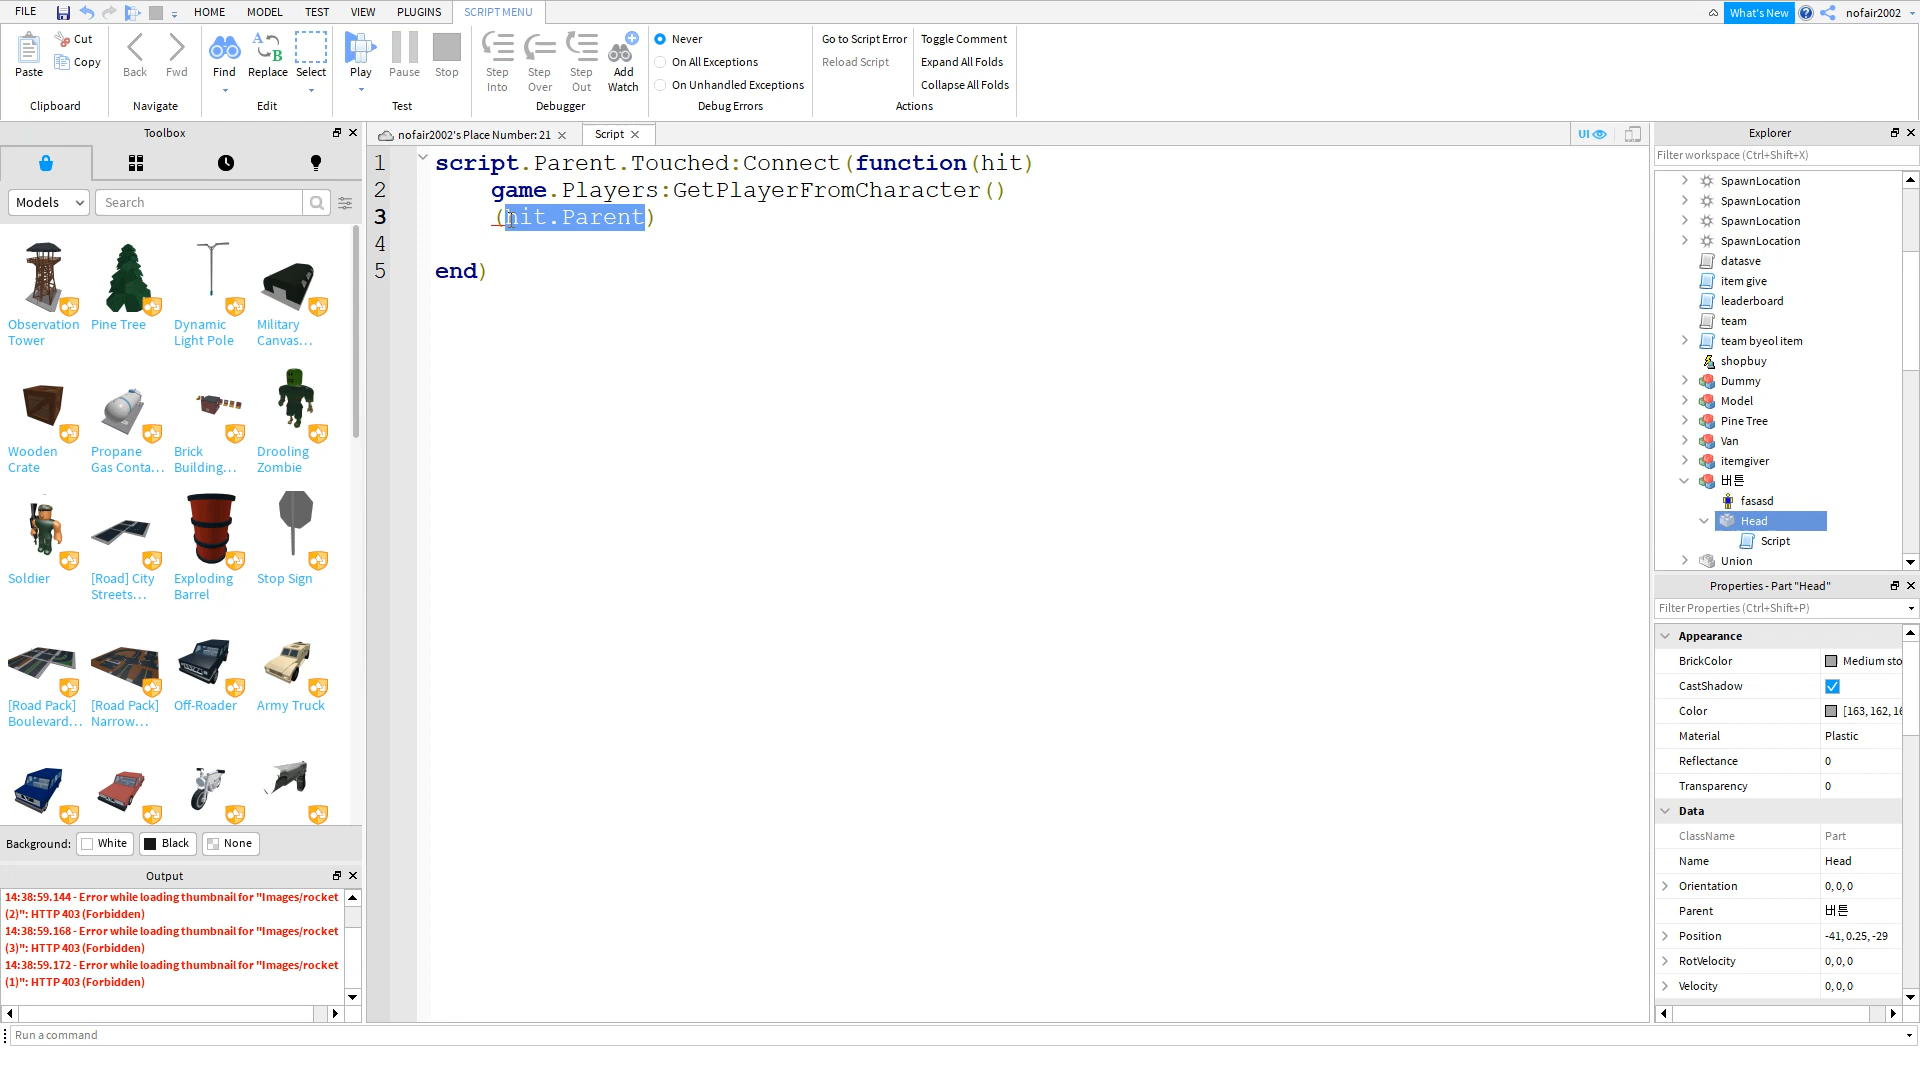 FILE HOME MODEL TEST VIEW PLUGINS SCRIPT MENU What's New nofair2002
Paste Cut Copy Clipboard
Back Fwd Navigate
Find Replace Select Edit
Play Pause Stop Test
Step Into Step Over Step Out Add Watch Debugger
Never
On All Exceptions
On Unhandled Exceptions
Debug Errors
Go to Script Error Toggle Comment
Reload Script Expand All Folds
Collapse All Folds
Actions
Toolbox
Models Search
Observation Tower
Pine Tree
Dynamic Light Pole
Military Canvas...
Wooden Crate
Propane Gas Conta...
Brick Building...
Drooling Zombie
Soldier
[Road] City Streets...
Exploding Barrel
Stop Sign
[Road Pack] Boulevard...
[Road Pack] Narrow...
Off-Roader
Army Truck
Background: White Black None
Output
14:38:59.144 - Error while loading thumbnail for "Images/rocket
(2)": HTTP 403 (Forbidden)
14:38:59.168 - Error while loading thumbnail for "Images/rocket
(3)": HTTP 403 (Forbidden)
14:38:59.172 - Error while loading thumbnail for "Images/rocket
(1)": HTTP 403 (Forbidden)
Run a command
nofair2002's Place Number: 21 Script UI
1 script.Parent.Touched:Connect(function(hit)
2 game.Players:GetPlayerFromCharacter()
3 (hit.Parent)
4
5 end)
Explorer
Filter workspace (Ctrl+Shift+X)
SpawnLocation
SpawnLocation
SpawnLocation
SpawnLocation
datasve
item give
leaderboard
team
team byeol item
shopbuy
Dummy
Model
Pine Tree
Van
itemgiver
버튼
fasasd
Head
Script
Union
Properties - Part "Head"
Filter Properties (Ctrl+Shift+P)
Appearance
BrickColor Medium sto
CastShadow
Color [163, 162, 16
Material Plastic
Reflectance 0
Transparency 0
Data
ClassName Part
Name Head
Orientation 0, 0, 0
Parent 버튼
Position -41, 0.25, -29
RotVelocity 0, 0, 0
Velocity 0, 0, 0